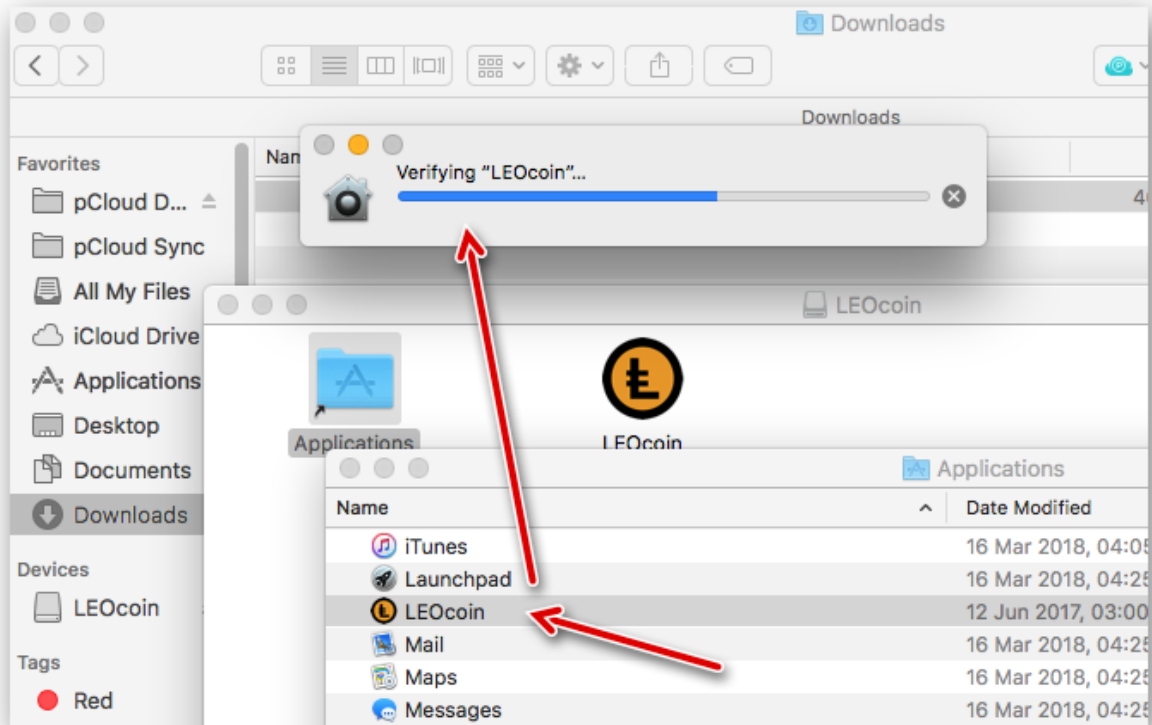 Downloads
Downloads
Favorites
pCloud D...
pCloud Sync
All My Files
iCloud Drive
Applications
Desktop
Documents
Downloads
Devices
LEOcoin
Tags
Red
Nam
4
Verifying "LEOcoin"...
LEOcoin
Applications
LEOcoin
Applications
Name
Date Modified
iTunes
16 Mar 2018, 04:05
Launchpad
16 Mar 2018, 04:25
LEOcoin
12 Jun 2017, 03:00
Mail
16 Mar 2018, 04:25
Maps
16 Mar 2018, 04:25
Messages
16 Mar 2018, 04:25